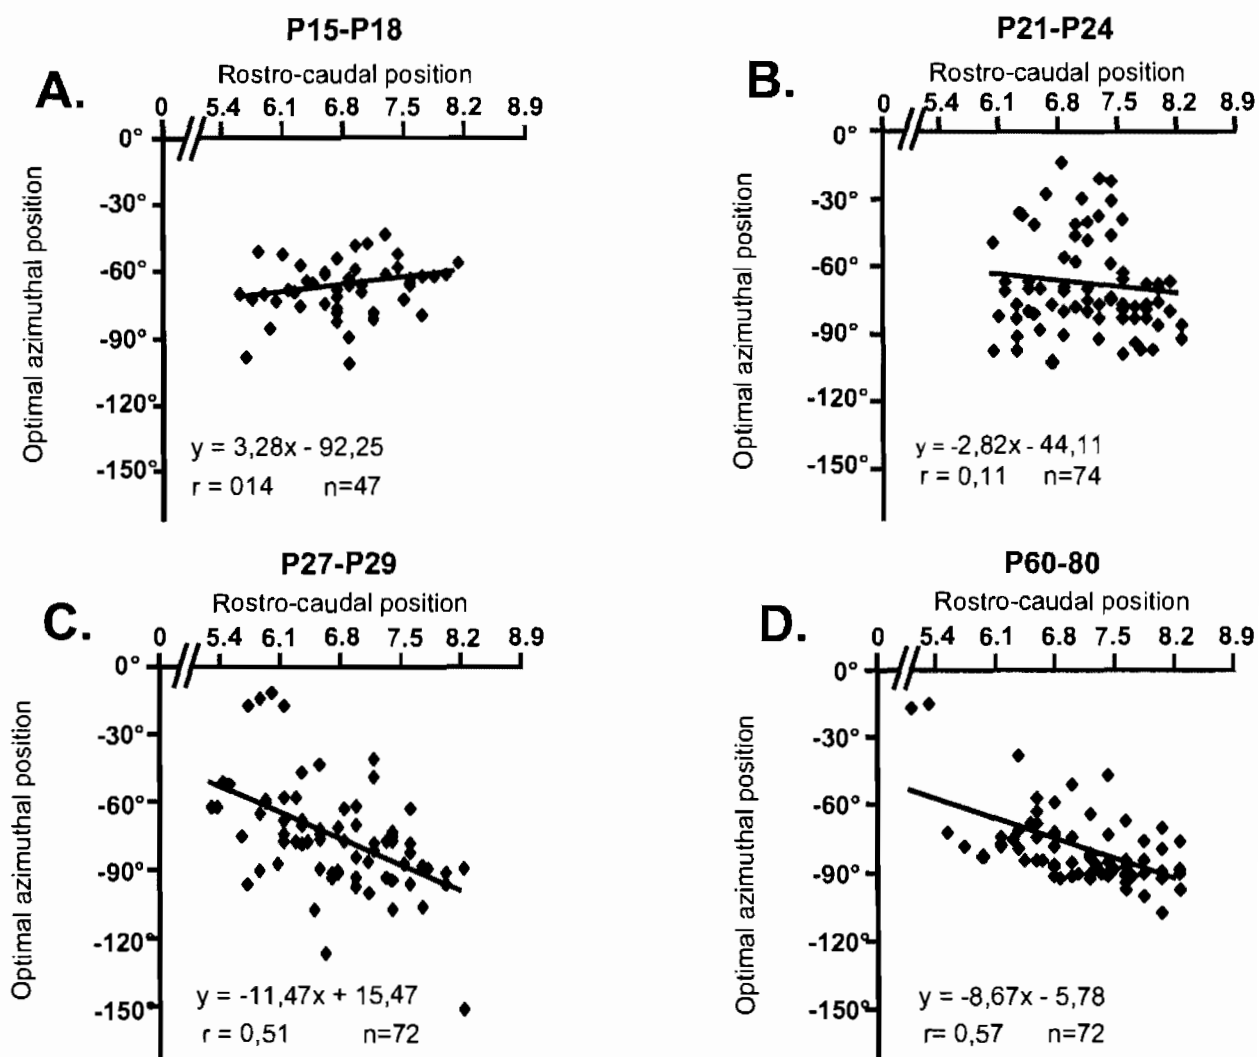 P15-P18
A.
Rostro-caudal position
0 5.4 6.1 6.8 7.5 8.2 8.9
0°
-30°
-60°
-90°
-120°
-150°
Optimal azimuthal position
y = 3,28x - 92,25
r = 014 n=47
P21-P24
B.
Rostro-caudal position
0 5.4 6.1 6.8 7.5 8.2 8.9
0°
-30°
-60°
-90°
-120°
-150°
Optimal azimuthal position
y = -2,82x - 44,11
r = 0,11 n=74
P27-P29
C.
Rostro-caudal position
0 5.4 6.1 6.8 7.5 8.2 8.9
0°
-30°
-60°
-90°
-120°
-150°
Optimal azimuthal position
y = -11,47x + 15,47
r = 0,51 n=72
P60-80
D.
Rostro-caudal position
0 5.4 6.1 6.8 7.5 8.2 8.9
0°
-30°
-60°
-90°
-120°
-150°
Optimal azimuthal position
y = -8,67x - 5,78
r= 0,57 n=72